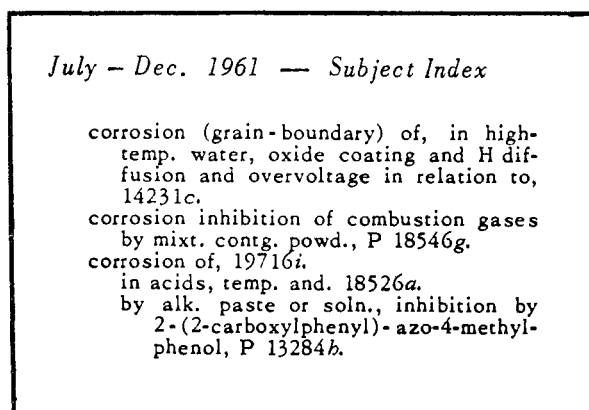 July – Dec. 1961 — Subject Index
corrosion (grain-boundary) of, in high-
temp. water, oxide coating and H dif-
fusion and overvoltage in relation to,
14231c.
corrosion inhibition of combustion gases
by mixt. contg. powd., P 18546g.
corrosion of, 19716i.
in acids, temp. and. 18526a.
by alk. paste or soln., inhibition by
2-(2-carboxylphenyl)-azo-4-methyl-
phenol, P 13284h.